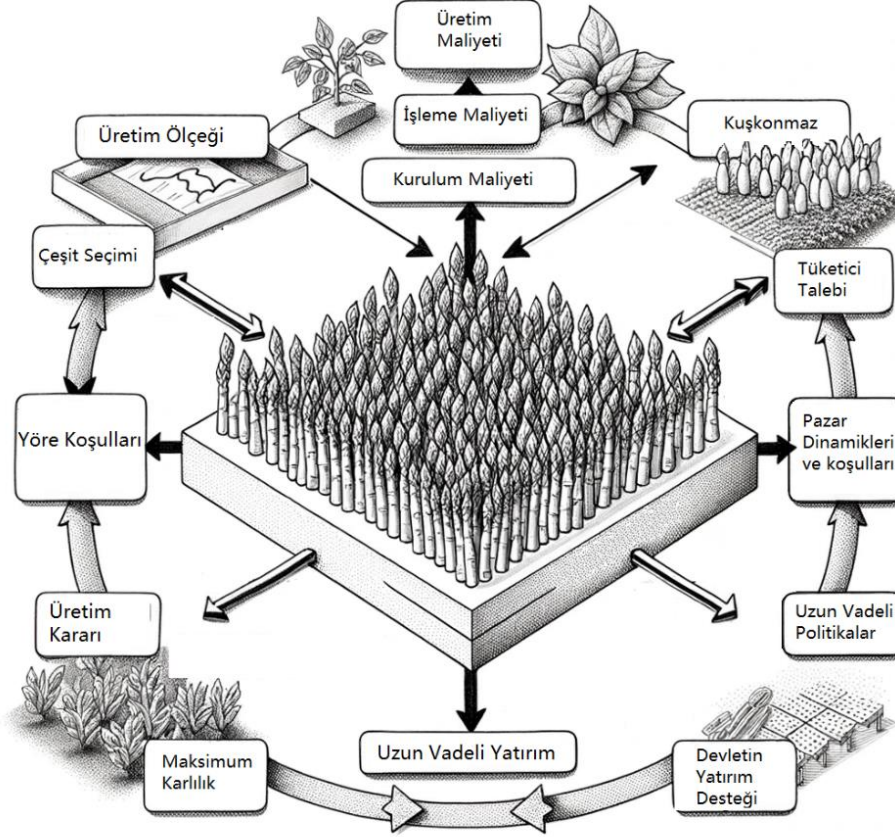 Üretim
Maliyeti
İşleme Maliyeti
Kurulum Maliyeti
Üretim Ölçeği
Kuşkonmaz
Çeşit Seçimi
Tüketici
Talebi
Yöre Koşulları
Pazar
Dinamikleri
ve koşulları
Üretim
Kararı
Uzun Vadeli
Politikalar
Maksimum
Karlılık
Uzun Vadeli Yatırım
Devletin
Yatırım
Desteği